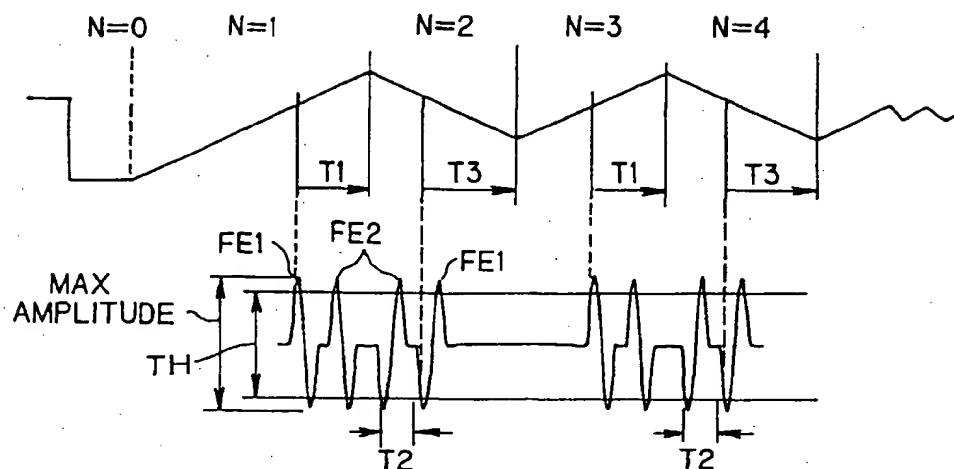 N=0 N=1 N=2 N=3 N=4
T1 T3 T1 T3
FE1 FE2 FE1
MAX
AMPLITUDE
TH
T2 T2